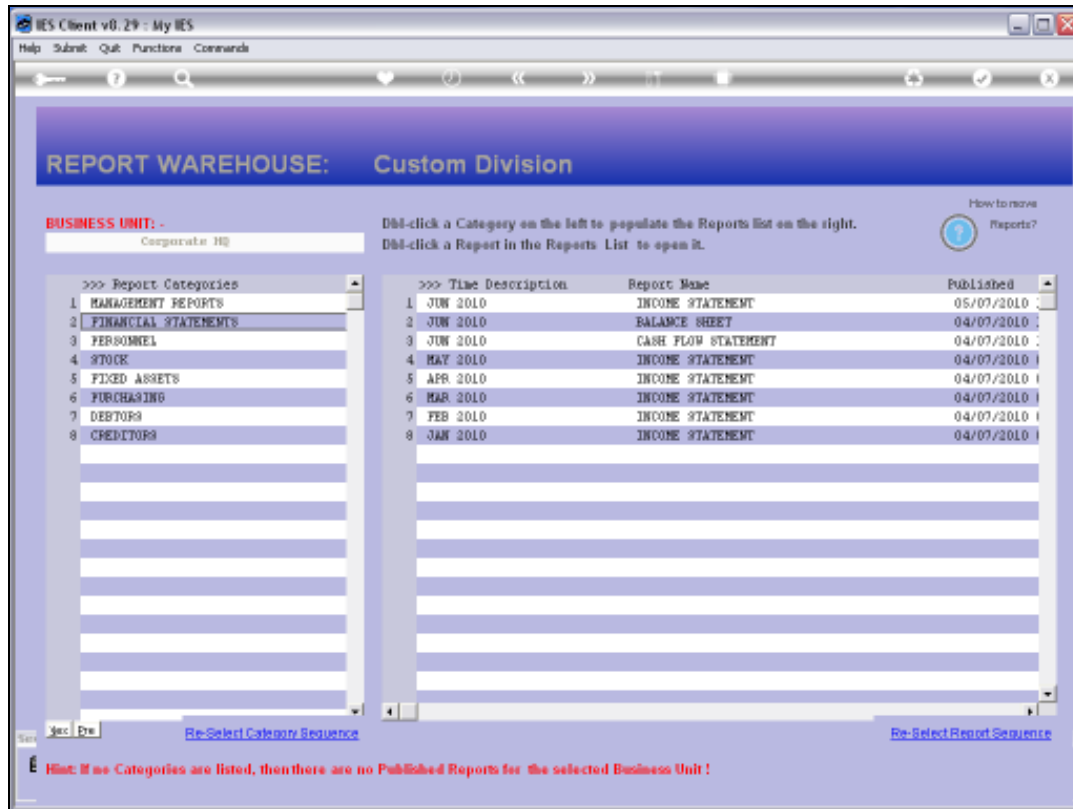 IES Client v8.29 : My IES
Help Submit Quit Functions Commands
REPORT WAREHOUSE: Custom Division
How to move
Reports?
BUSINESS UNIT: -
Corporate HQ
Dbl-click a Category on the left to populate the Reports list on the right.
Dbl-click a Report in the Reports List to open it.
>>> Report Categories
1 MANAGEMENT REPORTS
2 FINANCIAL STATEMENTS
3 PERSONNEL
4 STOCK
5 FIXED ASSETS
6 PURCHASING
7 DEBTORS
8 CREDITORS
>>> Time Description Report Name Published
1 JUN 2010 INCOME STATEMENT 05/07/2010
2 JUN 2010 BALANCE SHEET 04/07/2010
3 JUN 2010 CASH FLOW STATEMENT 04/07/2010
4 MAY 2010 INCOME STATEMENT 04/07/2010
5 APR 2010 INCOME STATEMENT 04/07/2010
6 MAR 2010 INCOME STATEMENT 04/07/2010
7 FEB 2010 INCOME STATEMENT 04/07/2010
8 JAN 2010 INCOME STATEMENT 04/07/2010
Re-Select Category Sequence
Re-Select Report Sequence
Hint: If no Categories are listed, then there are no Published Reports for the selected Business Unit !